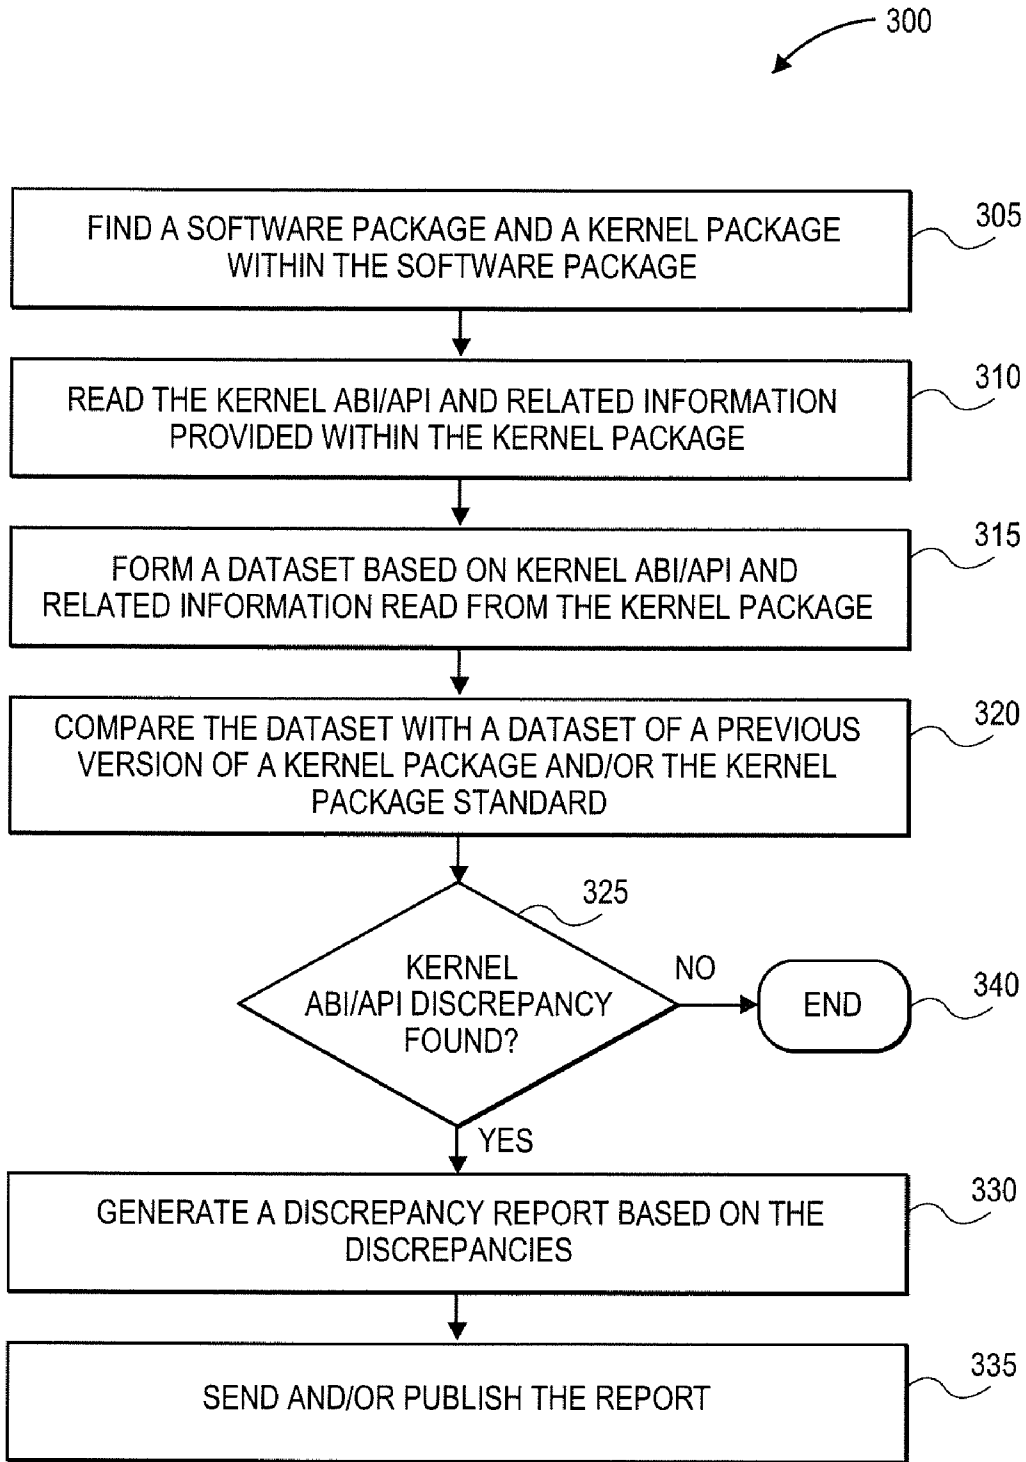 300
FIND A SOFTWARE PACKAGE AND A KERNEL PACKAGE
WITHIN THE SOFTWARE PACKAGE
305
READ THE KERNEL ABI/API AND RELATED INFORMATION
PROVIDED WITHIN THE KERNEL PACKAGE
310
FORM A DATASET BASED ON KERNEL ABI/API AND
RELATED INFORMATION READ FROM THE KERNEL PACKAGE
315
COMPARE THE DATASET WITH A DATASET OF A PREVIOUS
VERSION OF A KERNEL PACKAGE AND/OR THE KERNEL
PACKAGE STANDARD
320
325
KERNEL
ABI/API DISCREPANCY
FOUND?
NO
END
340
YES
GENERATE A DISCREPANCY REPORT BASED ON THE
DISCREPANCIES
330
SEND AND/OR PUBLISH THE REPORT
335